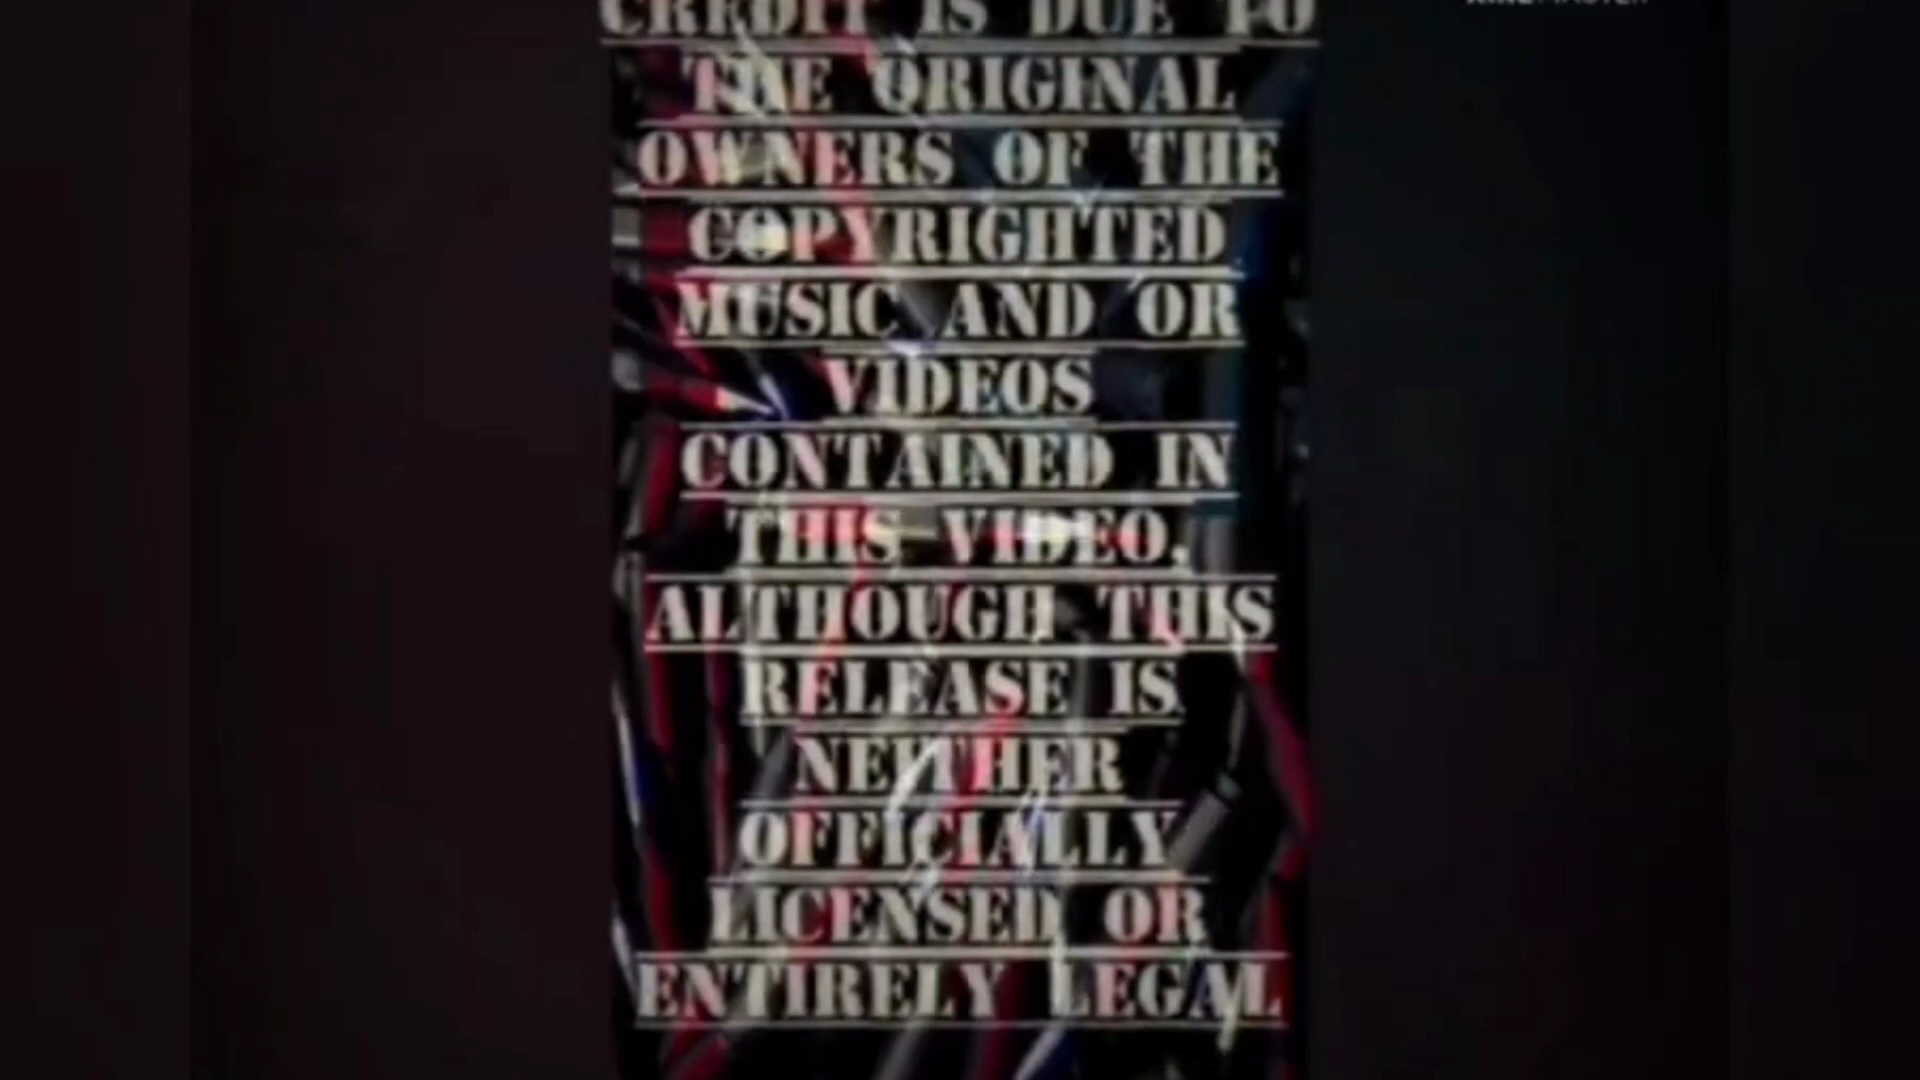 CREDIT IS DUE TO
THE ORIGINAL
OWNERS OF THE
COPYRIGHTED
MUSIC AND OR
VIDEOS
CONTAINED IN
THIS VIDEO.
ALTHOUGH THIS
RELEASE IS
NEITHER
OFFICIALLY
LICENSED OR
ENTIRELY LEGAL